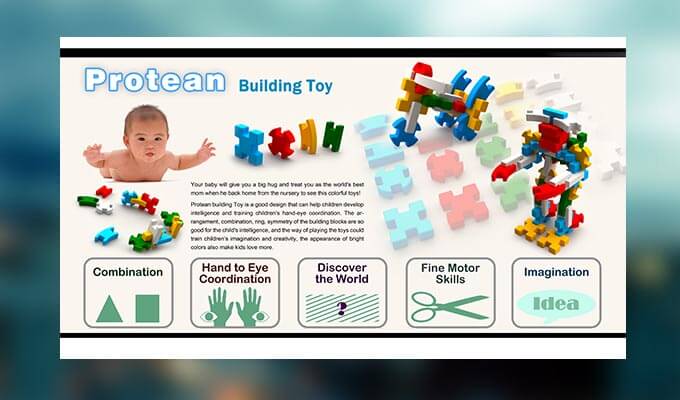 Protean Building Toy
Your baby will give you a big hug and treat you as the world's best
mom when he back home from the nursery to see this colorful toys!
Protean building Toy is a good design that can help children develop
intelligence and training children's hand-eye coordination. The ar-
rangament, combination, ring, symmetry of the building blocks are so
good for the child's intelligence, and the way of playing the toys could
train children's imagination and creativity, the appearance of bright
colors also make kids love more.
Combination
Hand to Eye
Coordination
Discover
the World
?
Fine Motor
Skills
Imagination
Idea